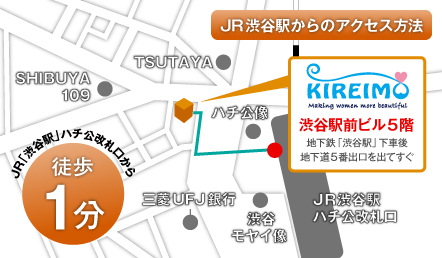 JR渋谷駅からのアクセス方法
TSUTAYA
SHIBUYA
109
KIREIMO
Making women more beautiful
渋谷駅前ビル5階
地下鉄「渋谷駅」下車後
地下道5番出口を出てすぐ
ハチ公像
JR「渋谷駅」ハチ公改札口から
徒歩
1分
三菱UFJ銀行
渋谷
モヤイ像
JR渋谷駅
ハチ公改札口